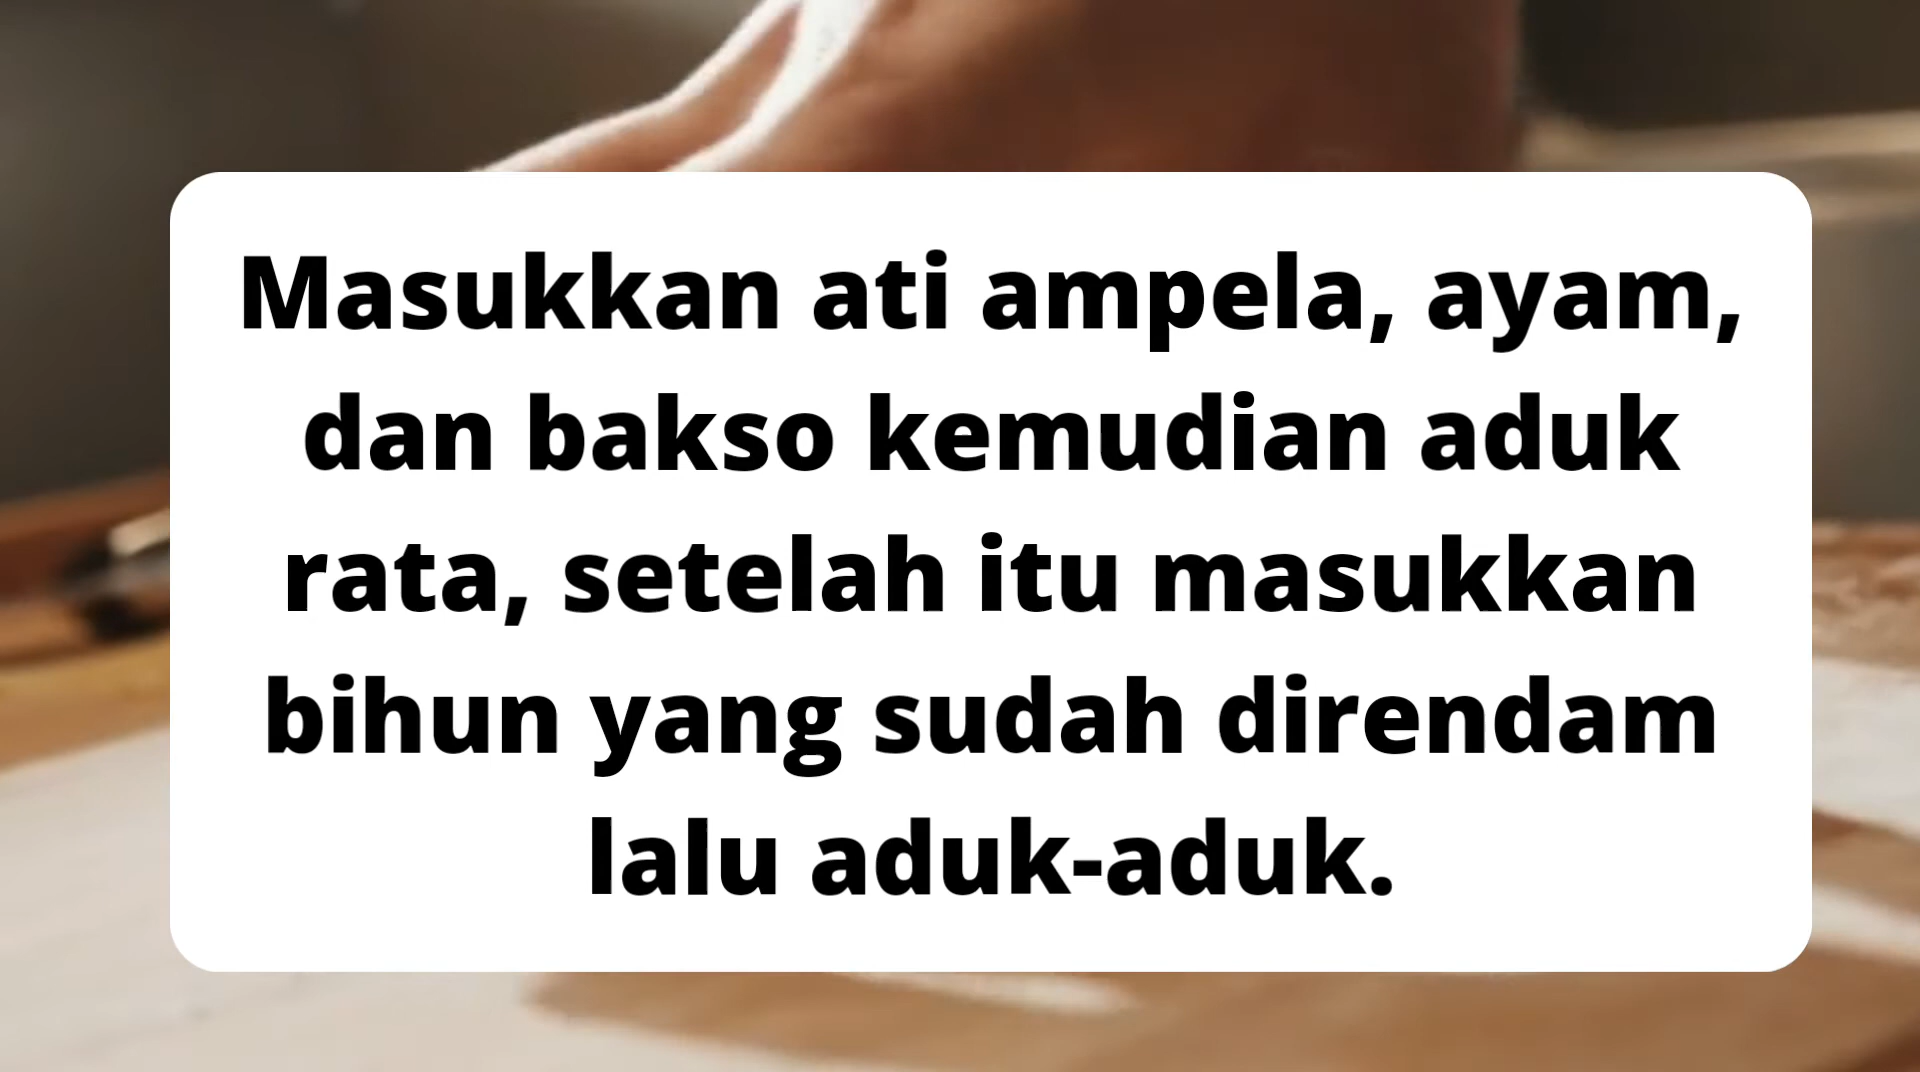 Masukkan ati ampela, ayam,
dan bakso kemudian aduk
rata, setelah itu masukkan
bihun yang sudah direndam
lalu aduk-aduk.